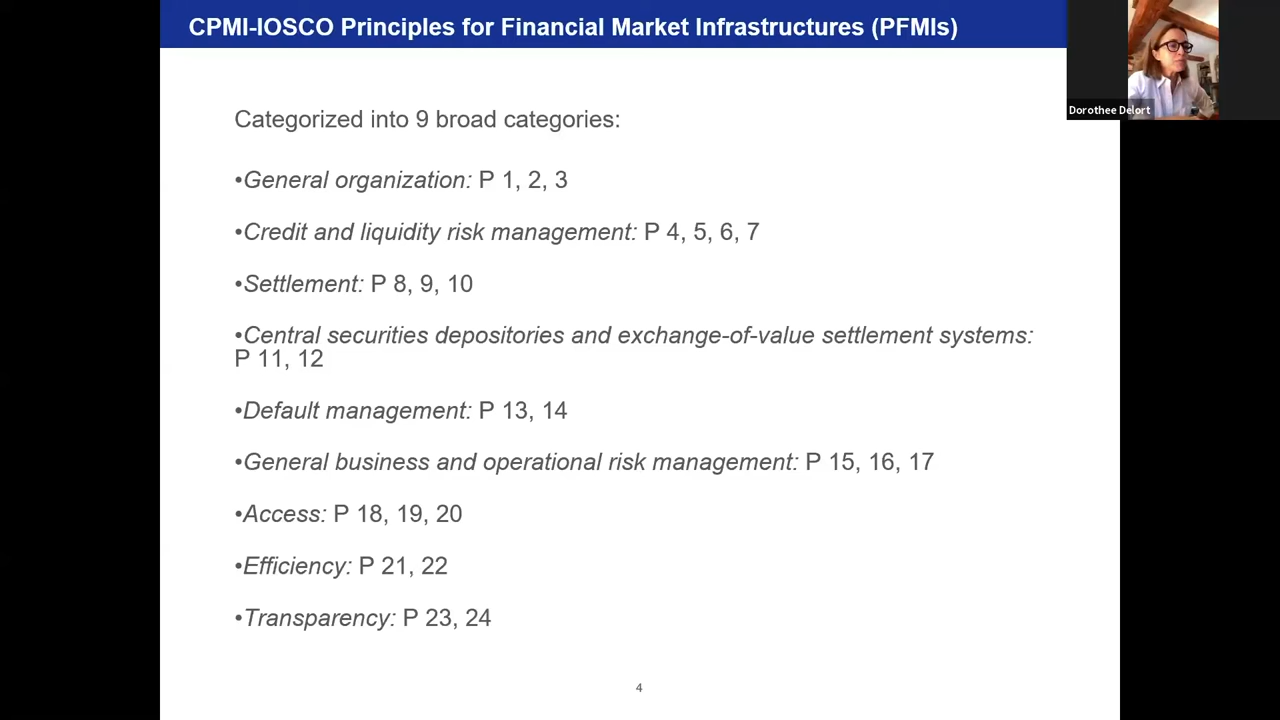 CPMI-IOSCO Principles for Financial Market Infrastructures (PFMIs)
Dorothee Delort
Categorized into 9 broad categories:
•General organization: P 1, 2, 3
•Credit and liquidity risk management: P 4, 5, 6, 7
•Settlement: P 8, 9, 10
•Central securities depositories and exchange-of-value settlement systems:
P 11, 12
•Default management: P 13, 14
•General business and operational risk management: P 15, 16, 17
•Access: P 18, 19, 20
•Efficiency: P 21, 22
•Transparency: P 23, 24
4